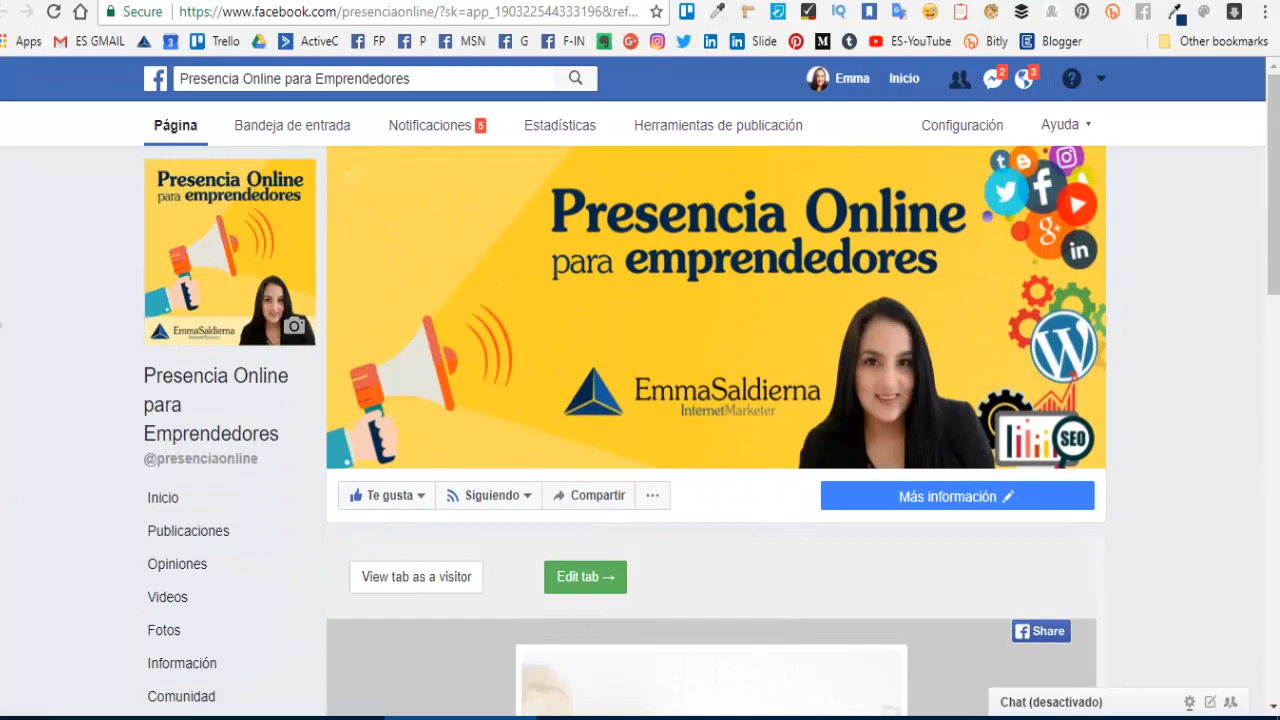 Secure https://www.facebook.com/presenciaonline/?sk=app_190322544333196&ref...
Apps ES GMAIL 3 Trello ActiveC FP P MSN G F-IN Slide ES-YouTube Bitly Blogger Other bookmarks
Presencia Online para Emprendedores
Emma Inicio 2 3
Página Bandeja de entrada Notificaciones 5 Estadísticas Herramientas de publicación Configuración Ayuda
Presencia Online
para emprendedores
EmmaSaldierna
InternetMarketer
Presencia Online
para emprendedores
EmmaSaldierna
InternetMarketer
SEO
Presencia Online
para
Emprendedores
@presenciaonline
Te gusta Siguiendo Compartir ... Más información
Inicio
Publicaciones
Opiniones
Videos
Fotos
Información
Comunidad
View tab as a visitor Edit tab →
Share
Chat (desactivado)